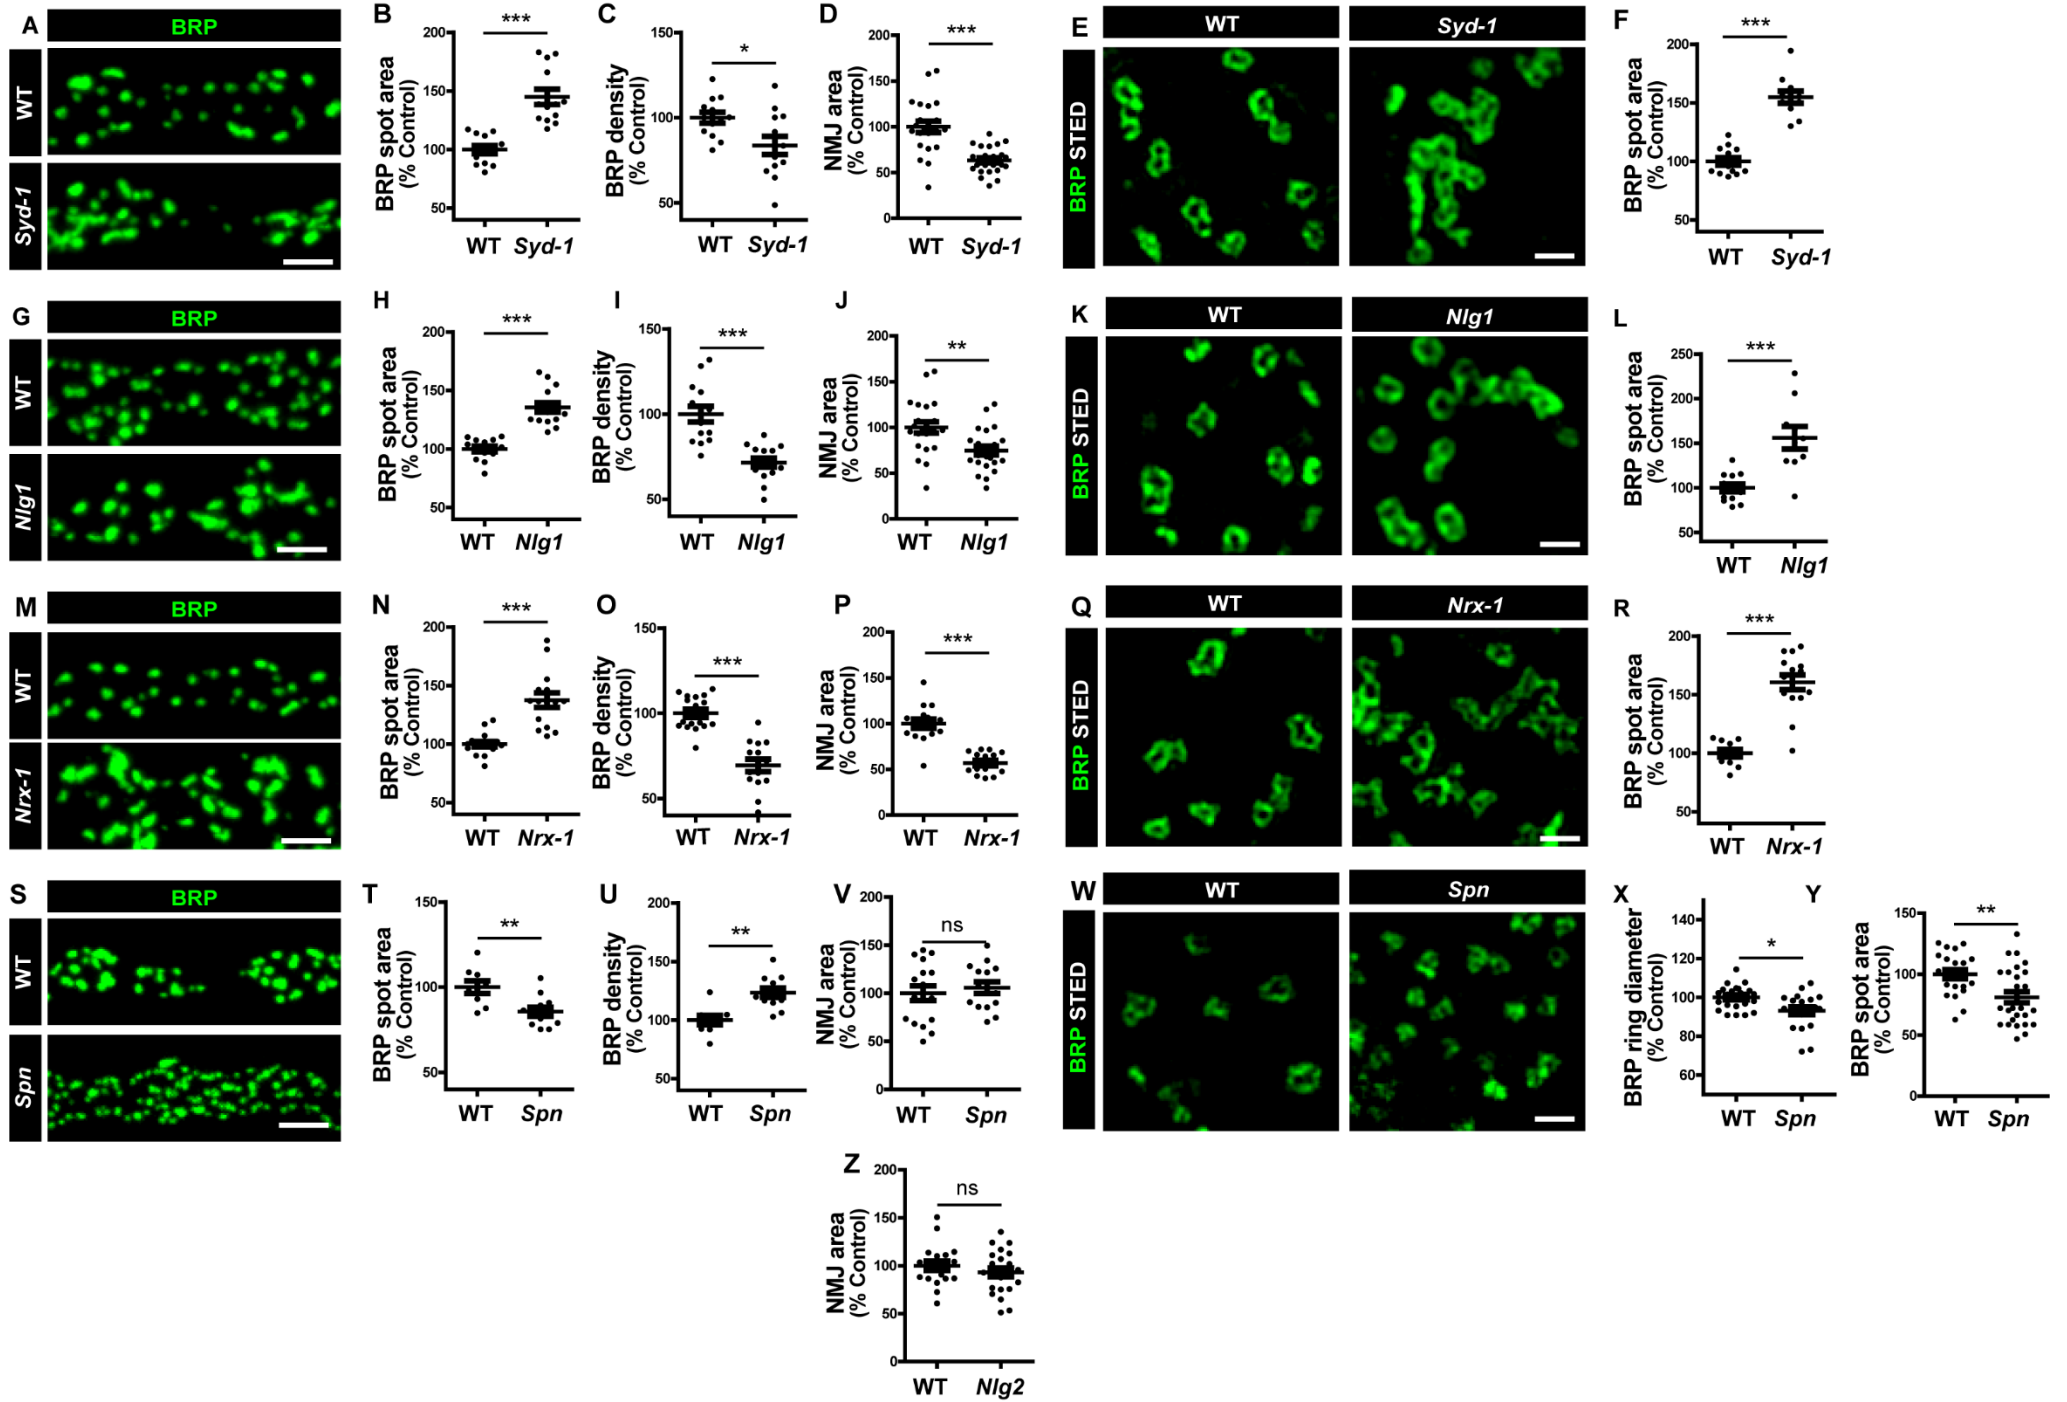 A
BRP
WT
Syd-1
B
***
BRP spot area
(% Control)
200
150
100
50
WT Syd-1
C
*
BRP density
(% Control)
150
100
50
WT Syd-1
D
***
NMJ area
(% Control)
200
150
100
50
0
WT Syd-1
E
WT
Syd-1
BRP STED
F
***
BRP spot area
(% Control)
200
150
100
50
WT Syd-1
G
BRP
WT
Nlg1
H
***
BRP spot area
(% Control)
200
150
100
50
WT Nlg1
I
***
BRP density
(% Control)
150
100
50
WT Nlg1
J
**
NMJ area
(% Control)
200
150
100
50
0
WT Nlg1
K
WT
Nlg1
BRP STED
L
***
BRP spot area
(% Control)
250
200
150
100
50
WT Nlg1
M
BRP
WT
Nrx-1
N
***
BRP spot area
(% Control)
200
150
100
50
WT Nrx-1
O
***
BRP density
(% Control)
150
100
50
WT Nrx-1
P
***
NMJ area
(% Control)
200
150
100
50
0
WT Nrx-1
Q
WT
Nrx-1
BRP STED
R
***
BRP spot area
(% Control)
200
150
100
50
WT Nrx-1
S
BRP
WT
Spn
T
**
BRP spot area
(% Control)
150
100
50
WT Spn
U
**
BRP density
(% Control)
200
150
100
50
WT Spn
V
ns
NMJ area
(% Control)
200
150
100
50
0
WT Spn
W
WT
Spn
BRP STED
X
*
BRP ring diameter
(% Control)
140
120
100
80
60
WT Spn
Y
**
BRP spot area
(% Control)
150
100
50
0
WT Spn
Z
ns
NMJ area
(% Control)
200
150
100
50
0
WT Nlg2